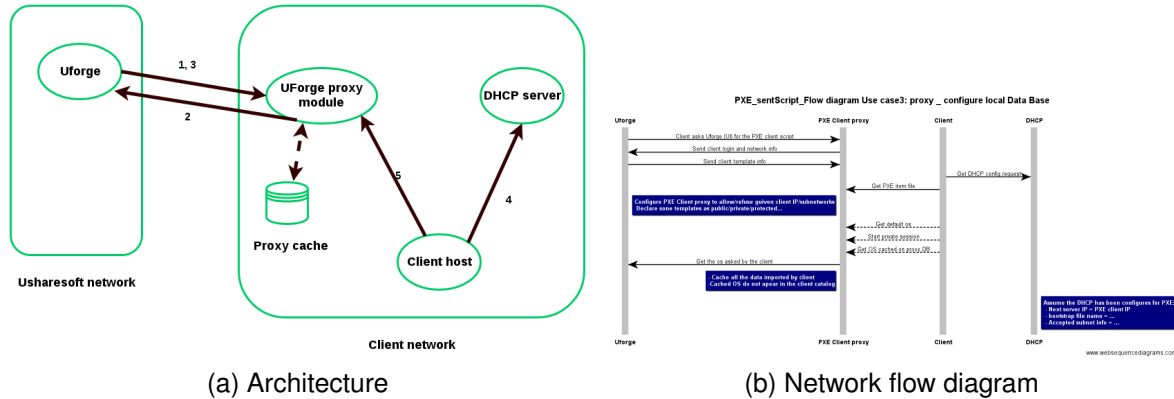 Uforge
1, 3
2
UForge proxy
module
DHCP server
5
4
Proxy cache
Client host
Usharesoft network
Client network
(a) Architecture
PXE_sentScript_Flow diagram Use case3: proxy _ configure local Data Base
Uforge
PXE Client proxy
Client
DHCP
Client asks Uforge (UI) for the PXE client script
Send client login and network info
Send client template info
Get DHCP config request
Get PXE dem file
Configure PXE Client proxy to allow/refuse guiven client IP/subnetworks
Declare some templates as public/private/protected...
Get default on
Start private session
Get OS cached on proxy DB
Get the os asked by the client
- Cache all the data imported by client
-Cached OS do not apear in the client catalog
Assume the DHCP has been configures for PXE:
- Next server IP = PXE client IP
- bootstrap file name = ...
- Accepted subnet info = ...
Uforge
PXE Client proxy
Client
DHCP
www.websequencediagrams.com
(b) Network flow diagram